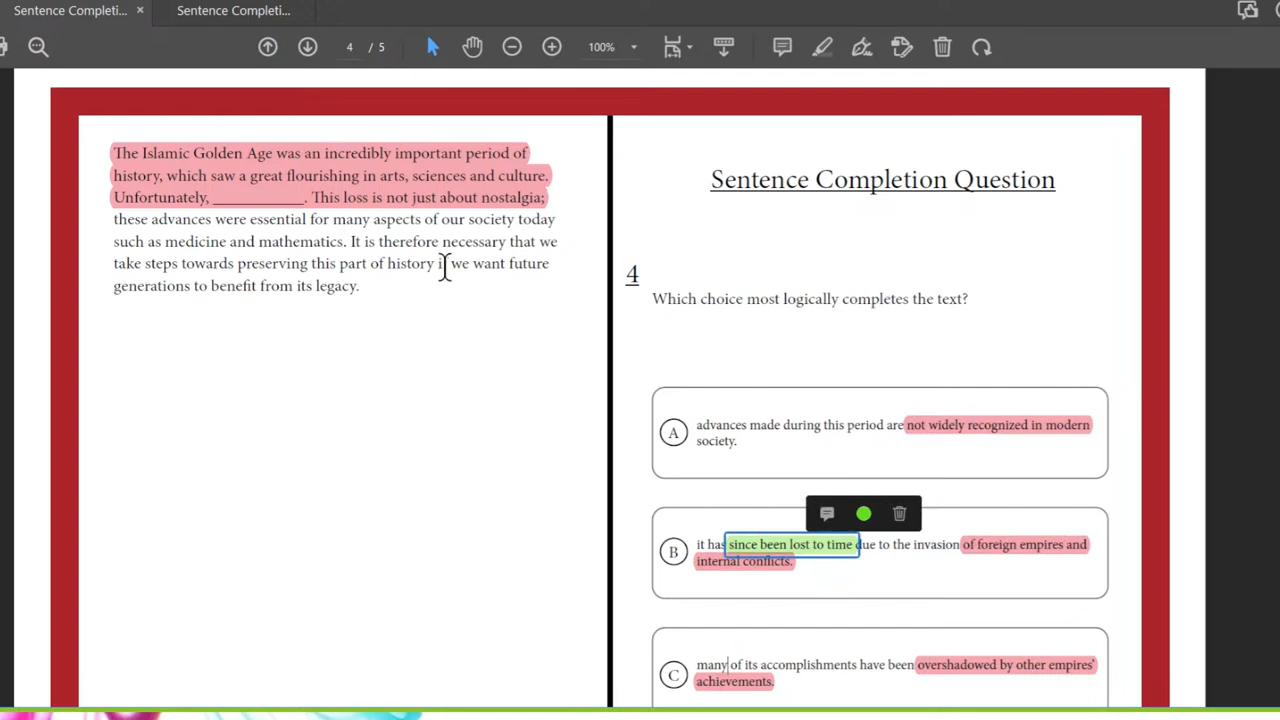 Sentence Completi... ×
Sentence Completi...
4 / 5
100%
The Islamic Golden Age was an incredibly important period of
history, which saw a great flourishing in arts, sciences and culture.
Unfortunately, ___________. This loss is not just about nostalgia;
these advances were essential for many aspects of our society today
such as medicine and mathematics. It is therefore necessary that we
take steps towards preserving this part of history if we want future
generations to benefit from its legacy.
Sentence Completion Question
4
Which choice most logically completes the text?
A
advances made during this period are not widely recognized in modern
society.
B
it has since been lost to time due to the invasion of foreign empires and
internal conflicts.
C
many of its accomplishments have been overshadowed by other empires'
achievements.